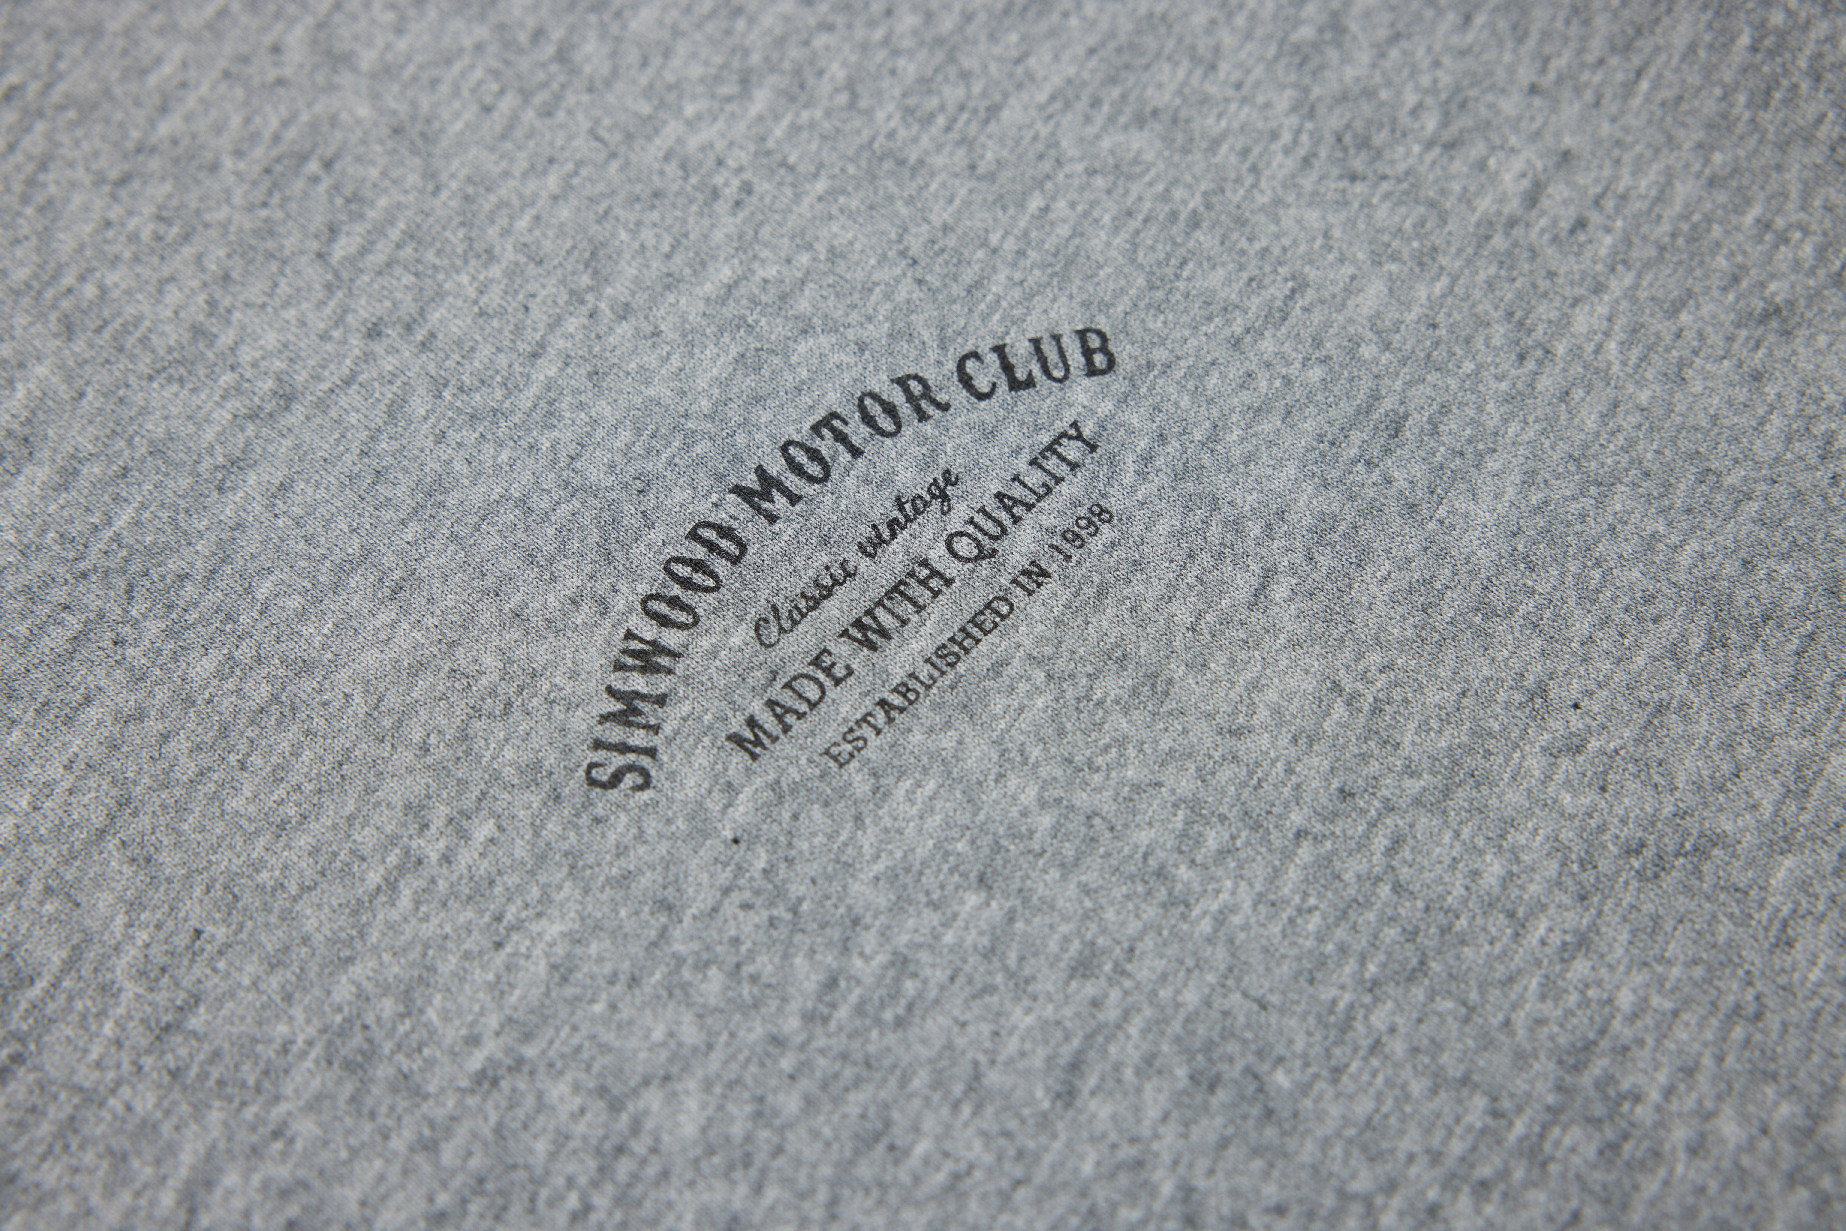 SIMWOOD MOTOR CLUB
Classic vintage
MADE WITH QUALITY
ESTABLISHED IN 1998